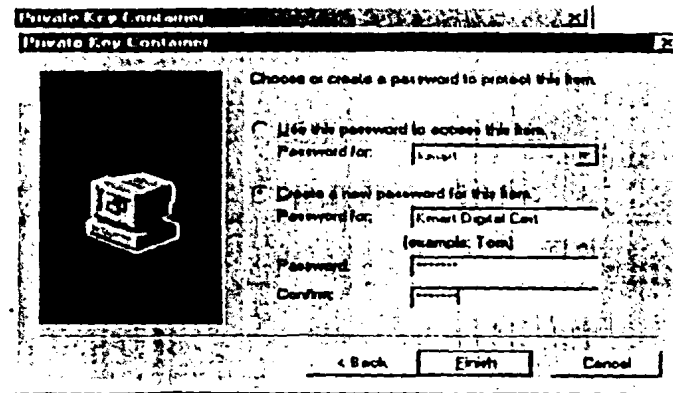 Private Key Container
Private Key Container
Choose or create a password to protect this item.
Use this password to access this item.
Password for:
Create a new password for this item.
Password for: Kmart Digital Cert
(example: Tom)
Password:
Confirm:
< Back Finish Cancel